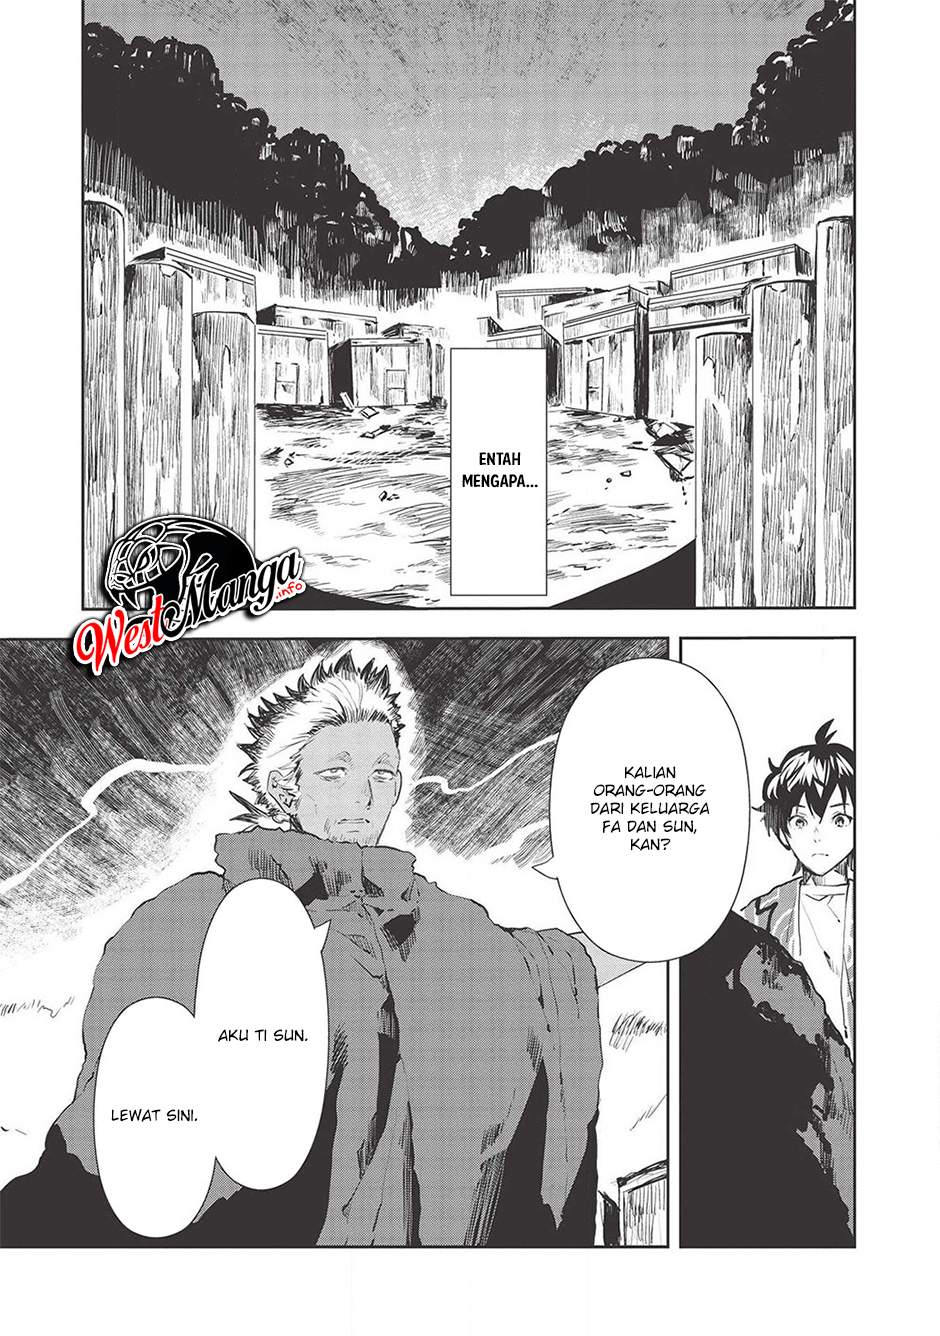 ENTAH
MENGAPA...
WestManga
.info
KALIAN
ORANG-ORANG
DARI KELUARGA
FA DAN SUN,
KAN?
AKU TI SUN.
LEWAT SINI.